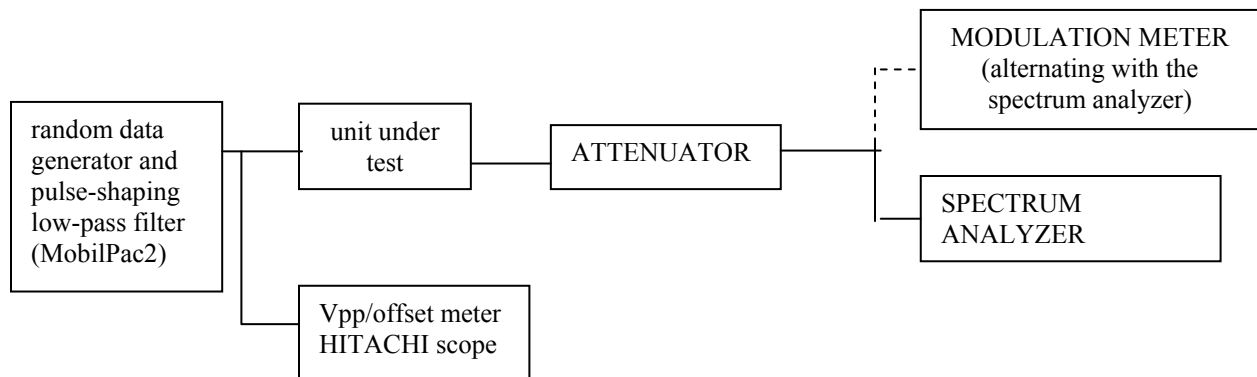 random data
generator and
pulse-shaping
low-pass filter
(MobilPac2)
unit under
test
Vpp/offset meter
HITACHI scope
ATTENUATOR
MODULATION METER
(alternating with the
spectrum analyzer)
SPECTRUM
ANALYZER